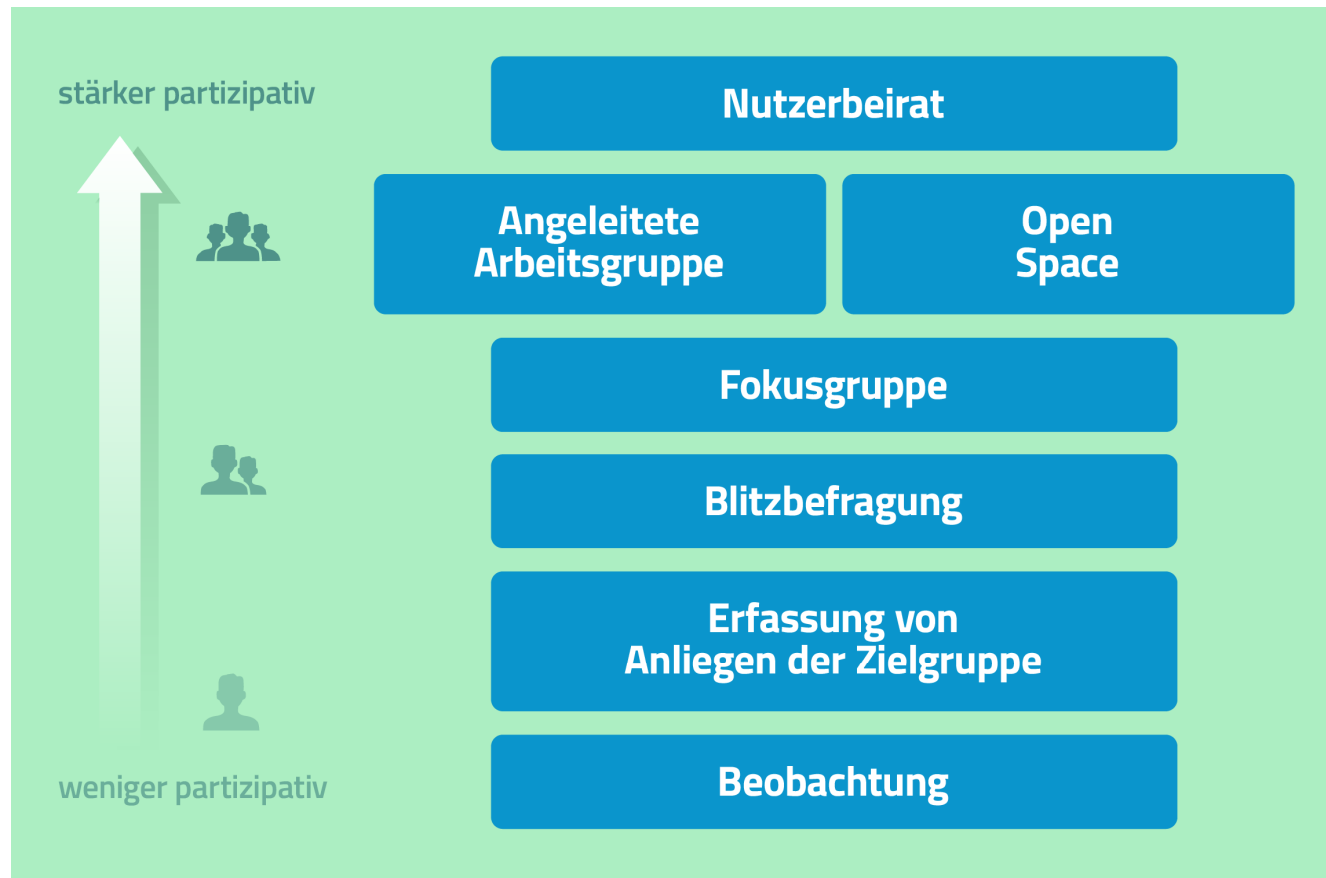 stärker partizipativ
Nutzerbeirat
Angeleitete
Arbeitsgruppe
Open
Space
Fokusgruppe
Blitzbefragung
Erfassung von
Anliegen der Zielgruppe
weniger partizipativ
Beobachtung